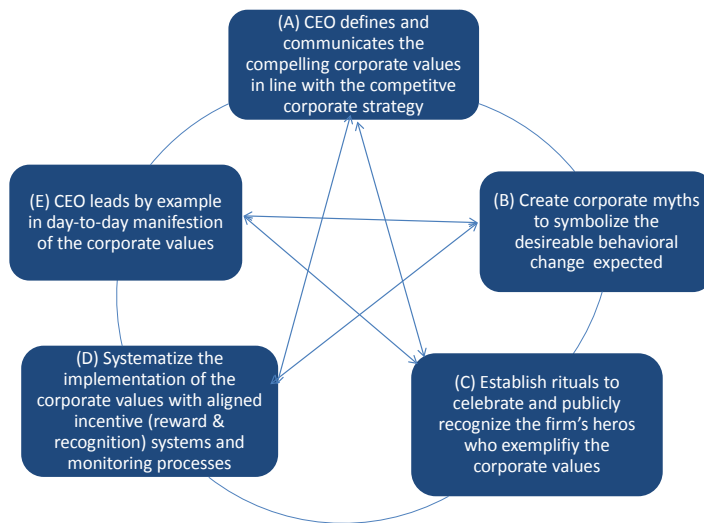 (A) CEO defines and
communicates the
compelling corporate values
in line with the competitve
corporate strategy
(E) CEO leads by example
in day-to-day manifestion
of the corporate values
(B) Create corporate myths
to symbolize the
desireable behavioral
change expected
(D) Systematize the
implementation of the
corporate values with aligned
incentive (reward &
recognition) systems and
monitoring processes
(C) Establish rituals to
celebrate and publicly
recognize the firm's heros
who exemplifiy the
corporate values